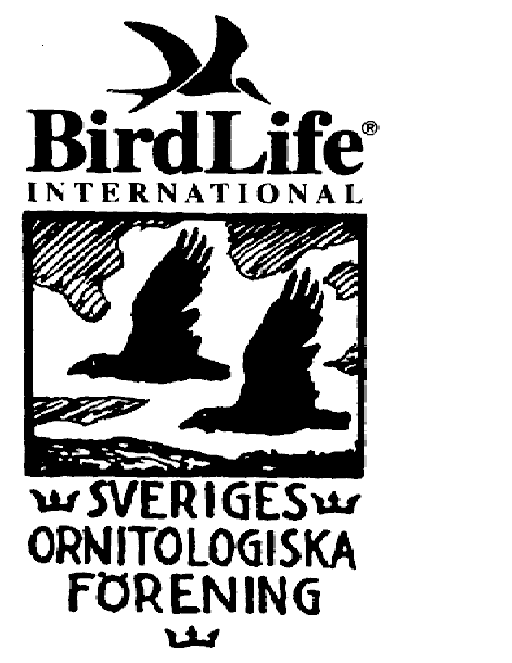 BirdLife®
INTERNATIONAL
SVERIGES
ORNITOLOGISKA
FÖRENING